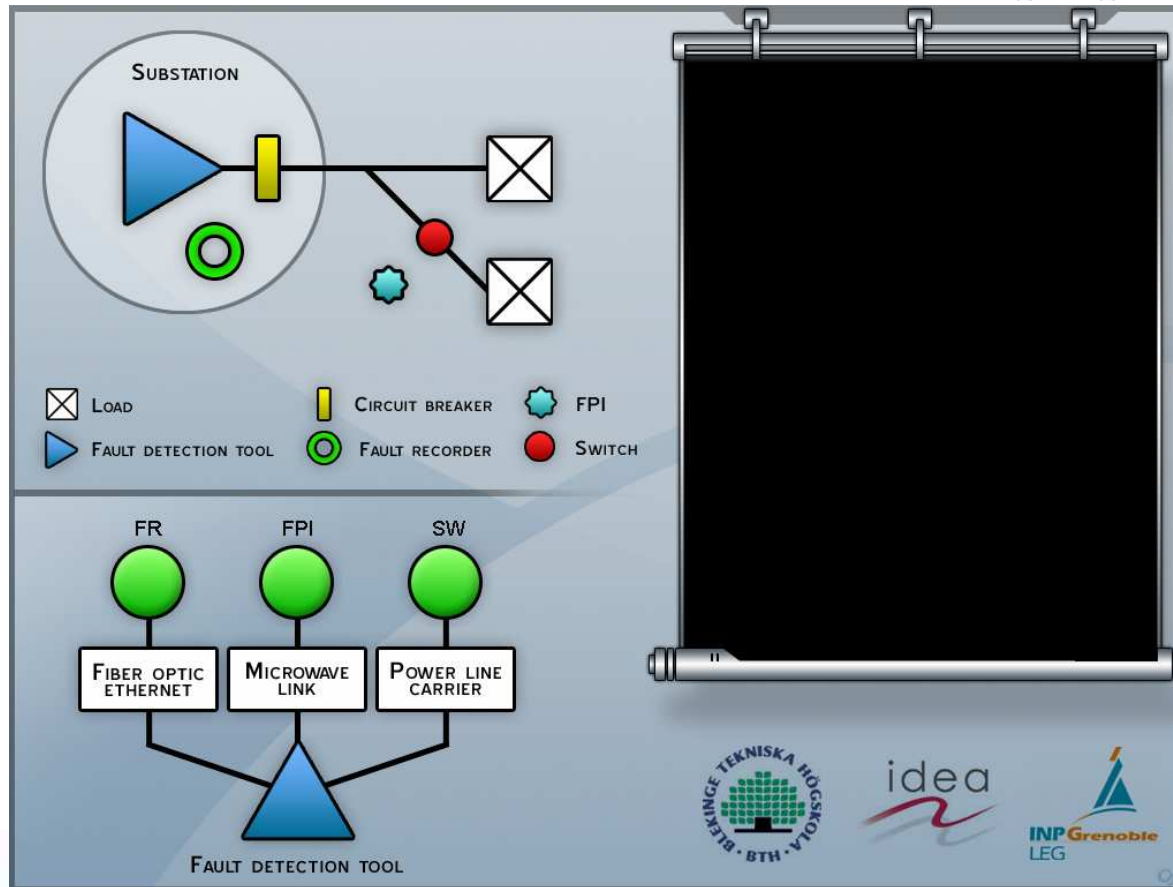 Substation
Load
Circuit breaker
FPI
Fault detection tool
Fault recorder
Switch
FR
FPI
SW
Fiber optic
ethernet
Microwave
link
Power line
carrier
Fault detection tool
BLEKINGE TEKNISKA HÖGSKOLA · BTH ·
idea
INPGrenoble
LEG